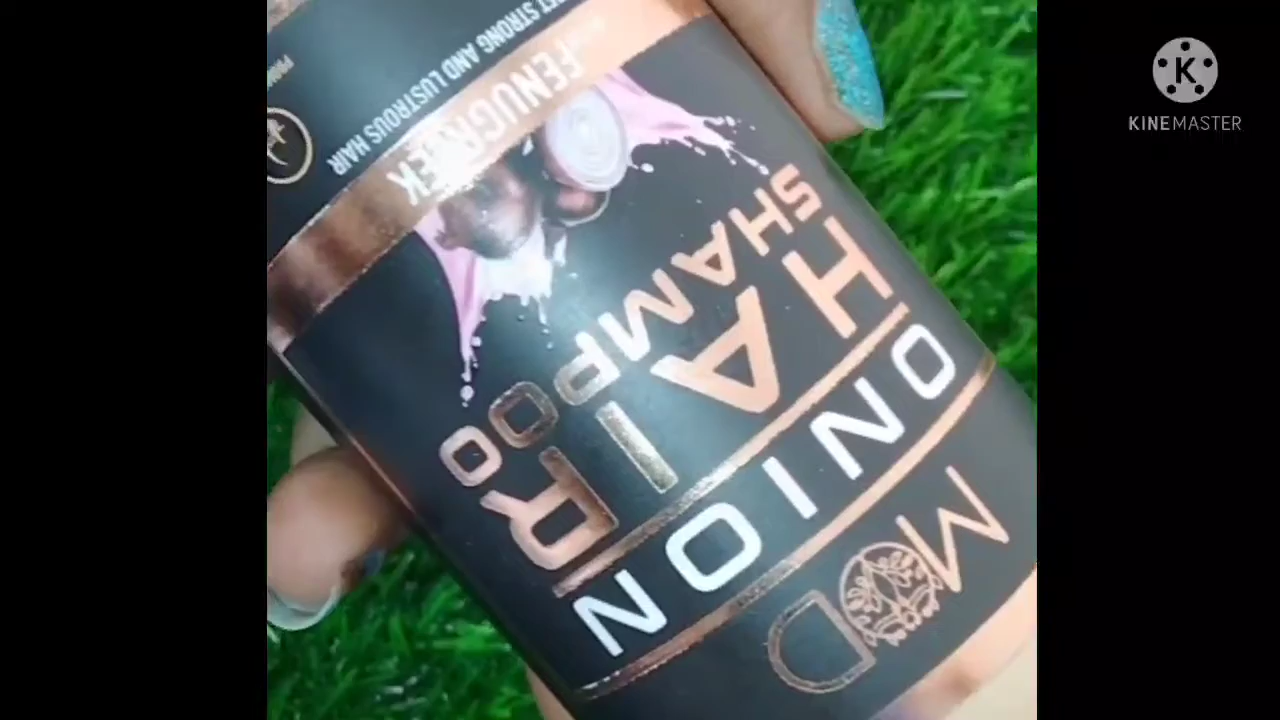 MOD
ONION
HAIR
SHAMPOO
FENUGREEK
STRONG AND LUSTROUS HAIR
KINEMASTER